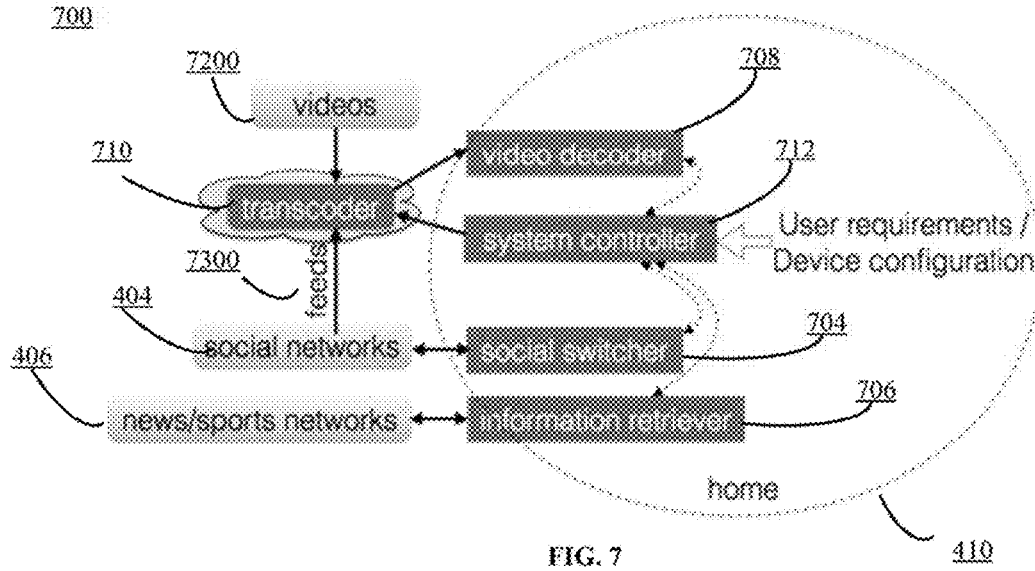 700
7200
videos
708
video decoder
710
transcoder
712
system controller
User requirements /
Device configuration
7300
feeds
404
social networks
social switcher
704
406
news/sports networks
information retriever
706
home
410
FIG. 7